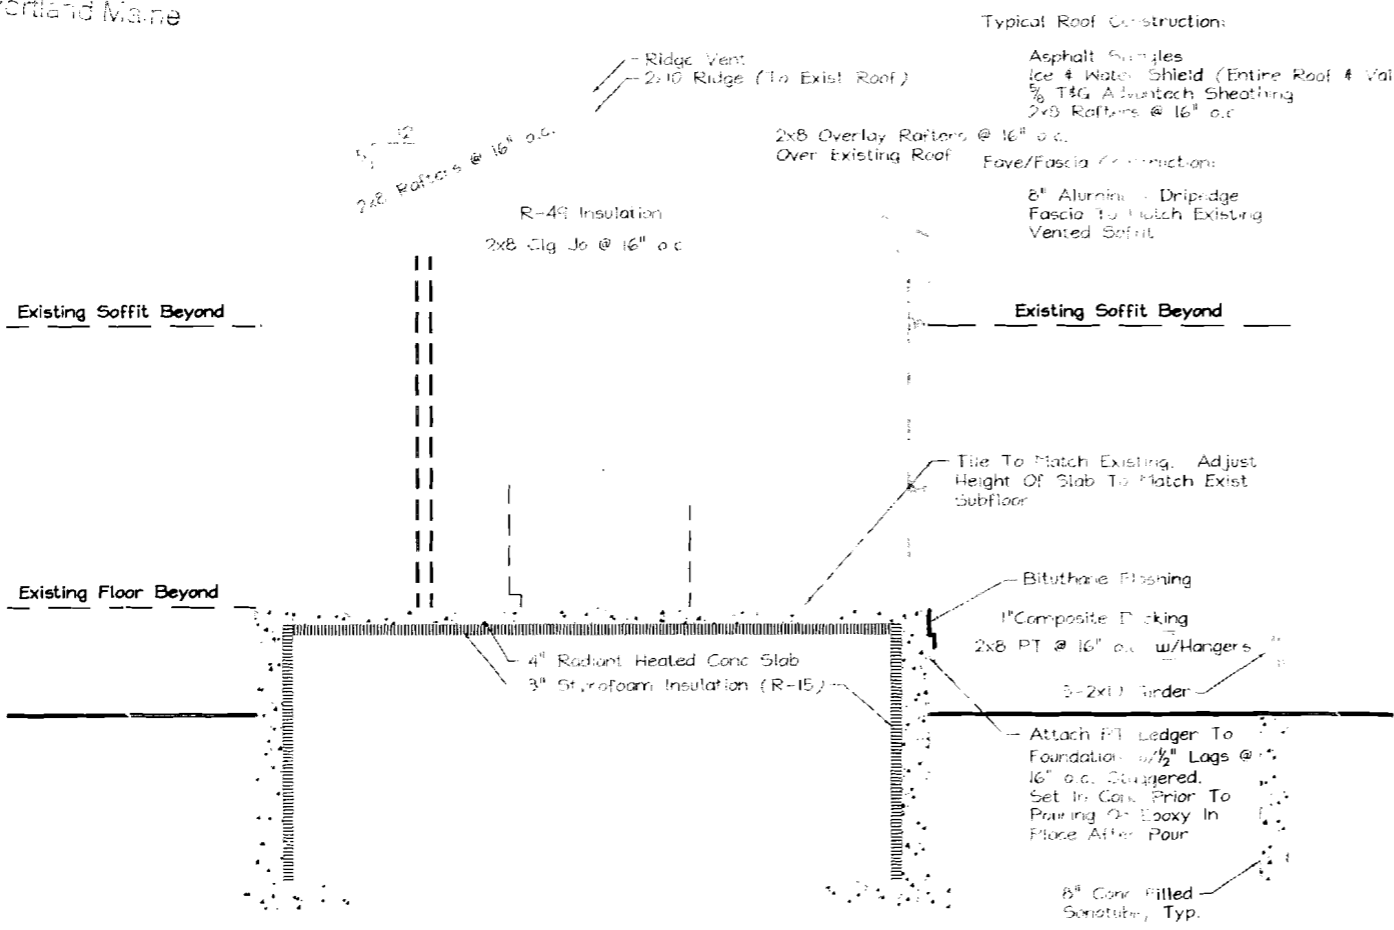 Portland Maine
Typical Roof Construction:
Asphalt Shingles
Ice & Water Shield (Entire Roof & Val
5/8 T&G Advantech Sheathing
2x8 Rafters @ 16" o.c.
Ridge Vent
2x10 Ridge (To Exist Roof)
12
5
2x8 Rafters @ 16" o.c.
2x8 Overlay Rafters @ 16" o.c.
Over Existing Roof
Eave/Fascia Construction:
8" Aluminum Dripedge
Fascia To Match Existing
Vented Soffit
R-49 Insulation
2x8 Clg Jo @ 16" o.c.
Existing Soffit Beyond
Existing Soffit Beyond
Tile To Match Existing. Adjust
Height Of Slab To Match Exist
Subfloor
Existing Floor Beyond
Bituthane Flashing
1" Composite Decking
2x8 PT @ 16" o.c. w/Hangers
3-2x10 Girder
4" Radiant Heated Conc Slab
3" Styrofoam Insulation (R-15)
Attach PT Ledger To
Foundation w/1/2" Lags @
16" o.c. Staggered.
Set In Conc Prior To
Pouring Or Epoxy In
Place After Pour
8" Conc Filled
Sonotube, Typ.